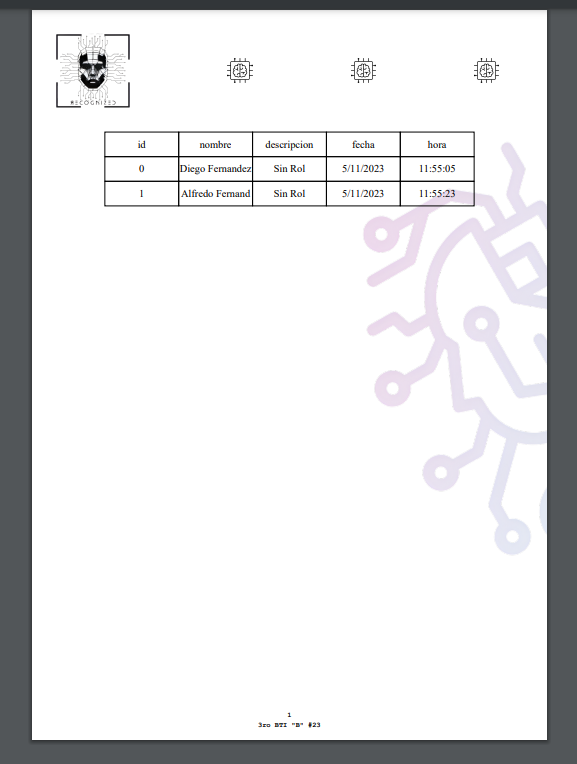 RECOGNIZED
id nombre descripcion fecha hora
0 Diego Fernandez Sin Rol 5/11/2023 11:55:05
1 Alfredo Fernand Sin Rol 5/11/2023 11:55:23
1
3ro BTI "B" #23